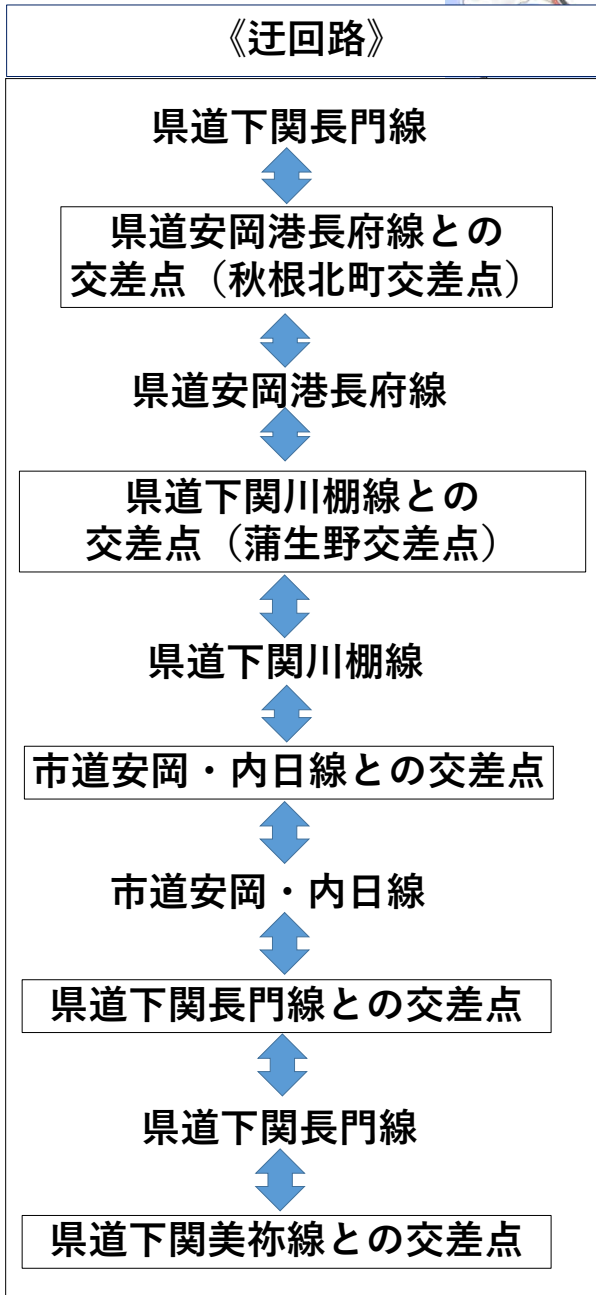 《迂回路》
県道下関長門線
県道安岡港長府線との
交差点（秋根北町交差点）
県道安岡港長府線
県道下関川棚線との
交差点（蒲生野交差点）
県道下関川棚線
市道安岡・内日線との交差点
市道安岡・内日線
県道下関長門線との交差点
県道下関長門線
県道下関美祢線との交差点